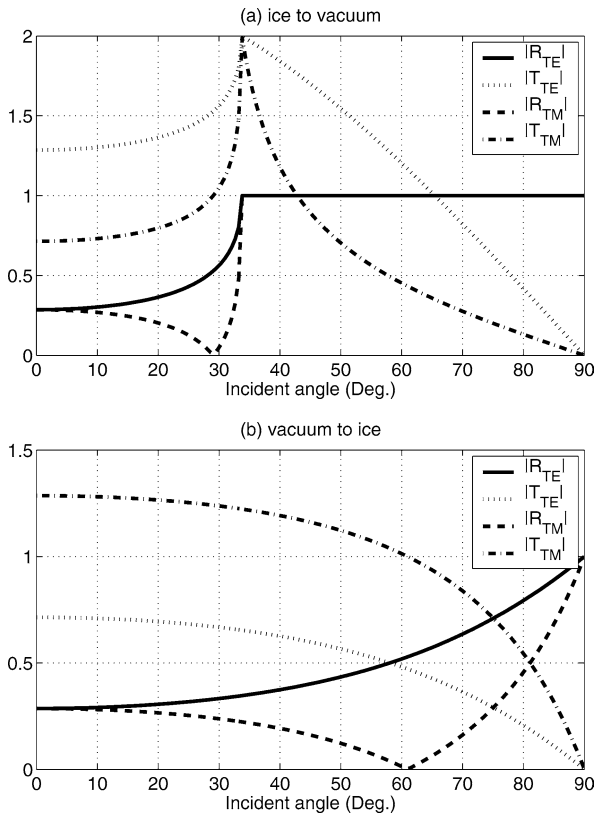 (a) ice to vacuum
2
1.5
1
0.5
0
|R_TE|
|T_TE|
|R_TM|
|T_TM|
0 10 20 30 40 50 60 70 80 90
Incident angle (Deg.)
(b) vacuum to ice
1.5
1
0.5
0
|R_TE|
|T_TE|
|R_TM|
|T_TM|
0 10 20 30 40 50 60 70 80 90
Incident angle (Deg.)